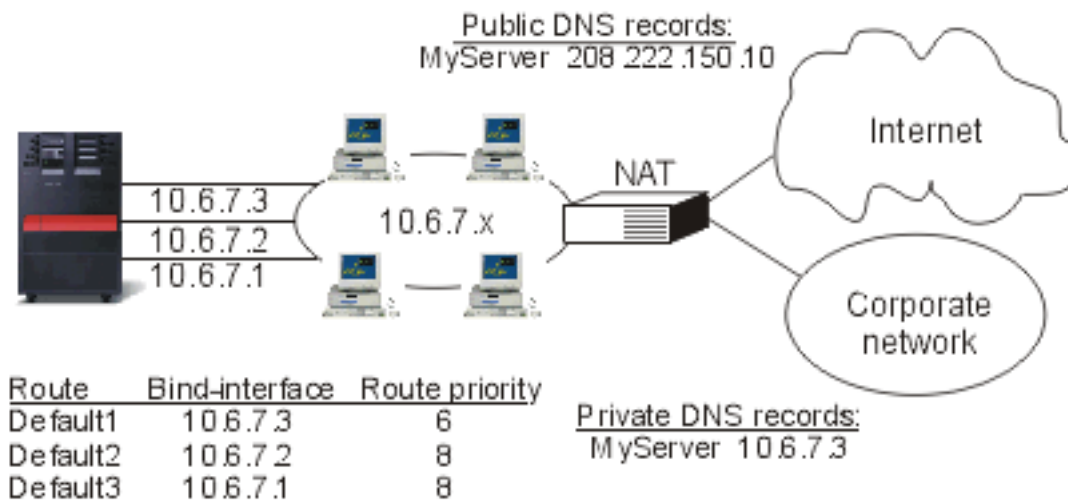 Public DNS records:
MyServer 208.222.150.10
Internet
NAT
10.6.7.3
10.6.7.x
10.6.7.2
10.6.7.1
Corporate
network
Route Bind-interface Route priority
Default1 10.6.7.3 6
Default2 10.6.7.2 8
Default3 10.6.7.1 8
Private DNS records:
MyServer 10.6.7.3